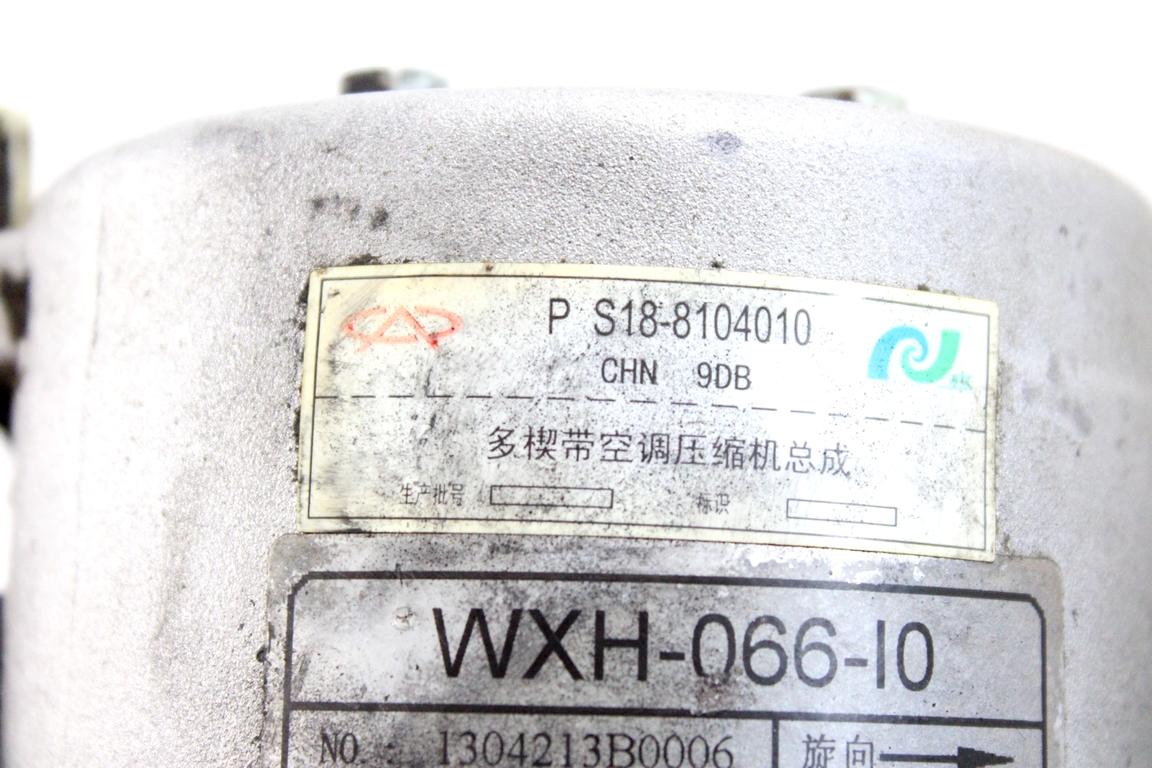 P S18-8104010
CHN 9DB
多楔带空调压缩机总成
生产批号 标识
WXH-066-I0
NO. 1304213B0006 旋向